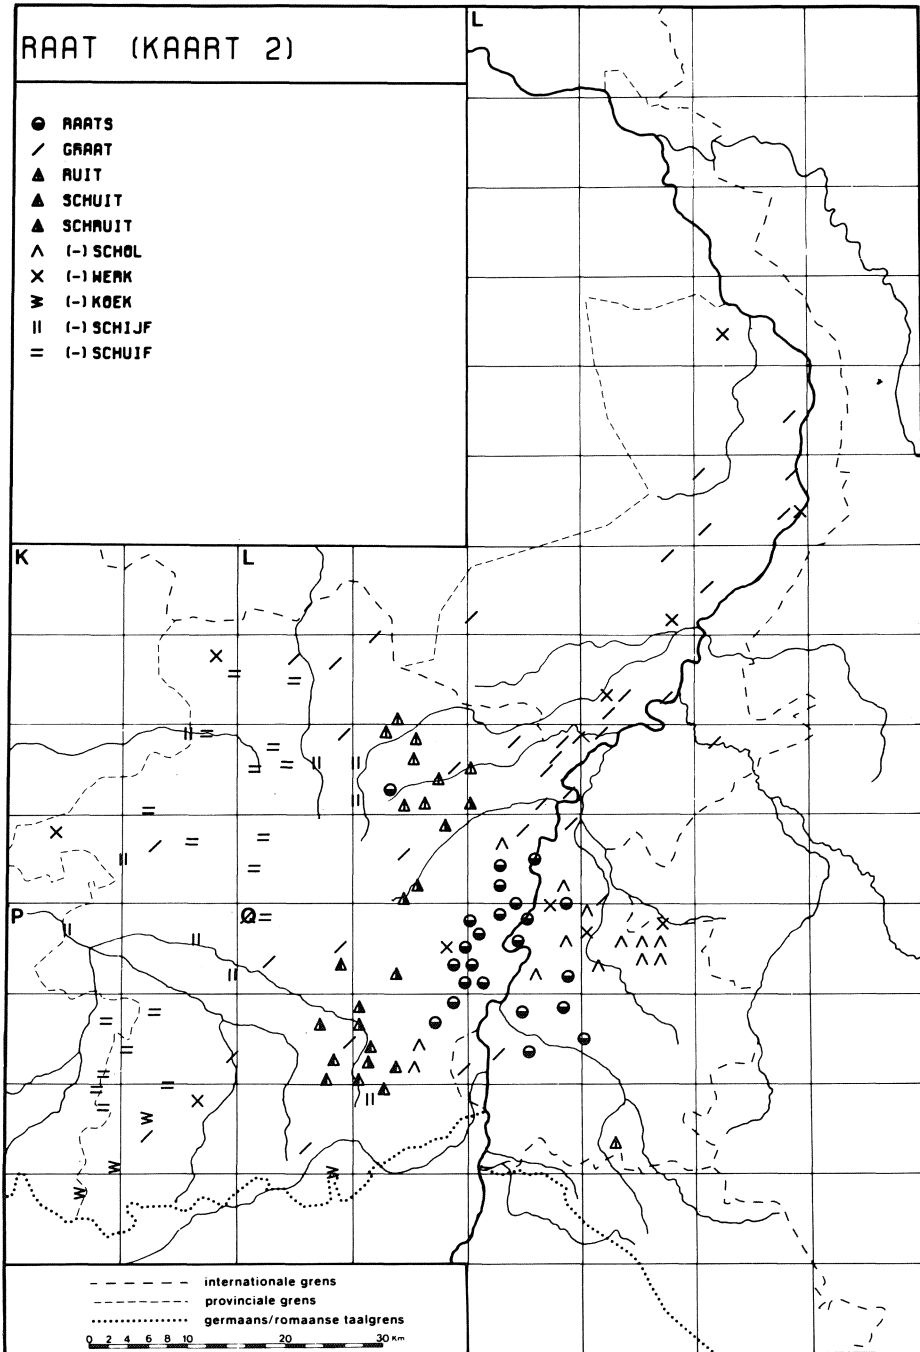 RAAT (KAART 2)
RAATS
GRAAT
RUIT
SCHUIT
SCHRUIT
(-) SCHOL
(-) WERK
(-) KOEK
(-) SCHIJF
(-) SCHUIF
L
K
L
P
Q
internationale grens
provinciale grens
germaans/romaanse taalgrens
0 2 4 6 8 10 20 30 Km